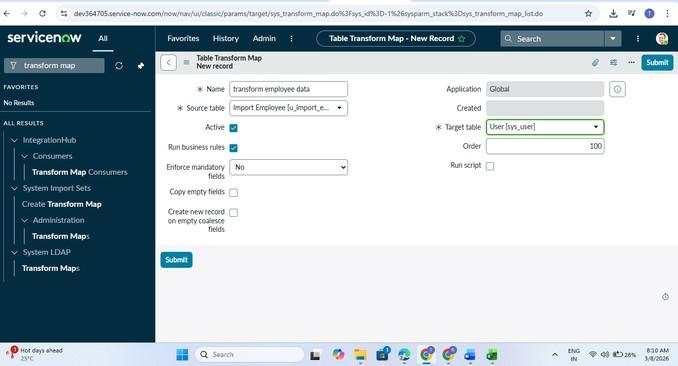 dev364705.service-now.com/now/nav/ui/classic/params/target/sys_transform_map.do%3Fsys_id%3D-1%26sysparm_stack%3Dsys_transform_map_list.do
T
servicenow
All
Favorites
History
Admin
Table Transform Map - New Record
Search
transform map
FAVORITES
No Results
ALL RESULTS
IntegrationHub
Consumers
Transform Map Consumers
System Import Sets
Create Transform Map
Administration
Transform Maps
System LDAP
Transform Maps
Table Transform Map
New record
Submit
Name
transform employee data
Source table
Import Employee [u_import_e...
Active
Run business rules
Enforce mandatory
fields
No
Copy empty fields
Create new record
on empty coalesce
fields
Application
Global
Created
Target table
User [sys_user]
Order
100
Run script
Submit
Hot days ahead
25°C
Search
ENG
IN
28%
8:10 AM
3/8/2026